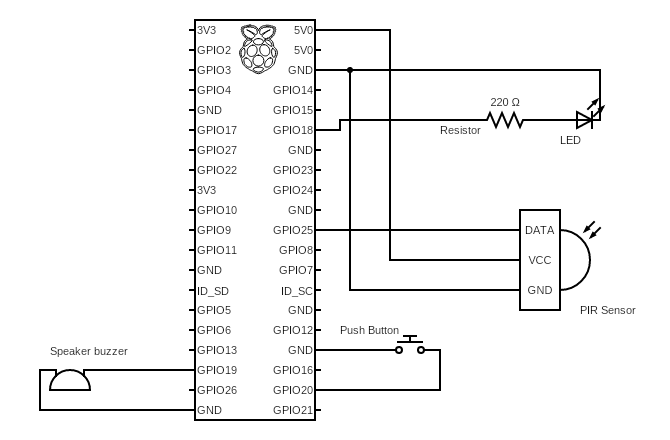 3V3 5V0
GPIO2 5V0
GPIO3 GND
GPIO4 GPIO14
GND GPIO15
GPIO17 GPIO18
GPIO27 GND
GPIO22 GPIO23
3V3 GPIO24
GPIO10 GND
GPIO9 GPIO25
GPIO11 GPIO8
GND GPIO7
ID_SD ID_SC
GPIO5 GND
GPIO6 GPIO12
GPIO13 GND
GPIO19 GPIO16
GPIO26 GPIO20
GND GPIO21
220 Ω
Resistor
LED
DATA
VCC
GND
PIR Sensor
Push Button
Speaker buzzer